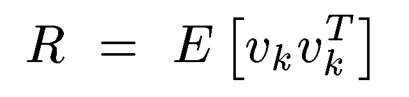 R = E [v_k v_k^T]